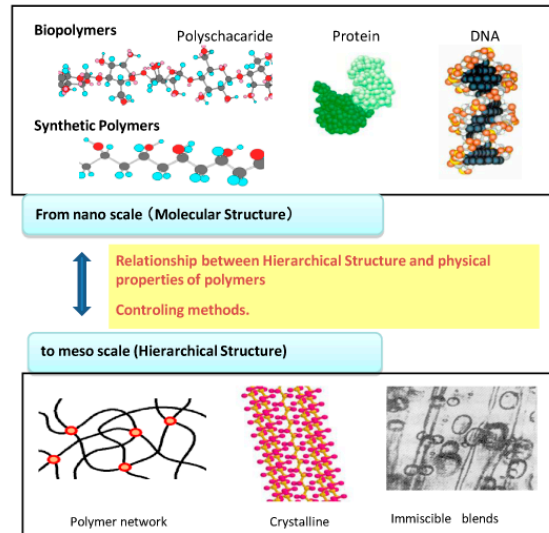 Biopolymers
Polyschacaride
Protein
DNA
Synthetic Polymers
From nano scale (Molecular Structure)
Relationship between Hierarchical Structure and physical
properties of polymers
Controling methods.
to meso scale (Hierarchical Structure)
Polymer network
Crystalline
Immiscible blends